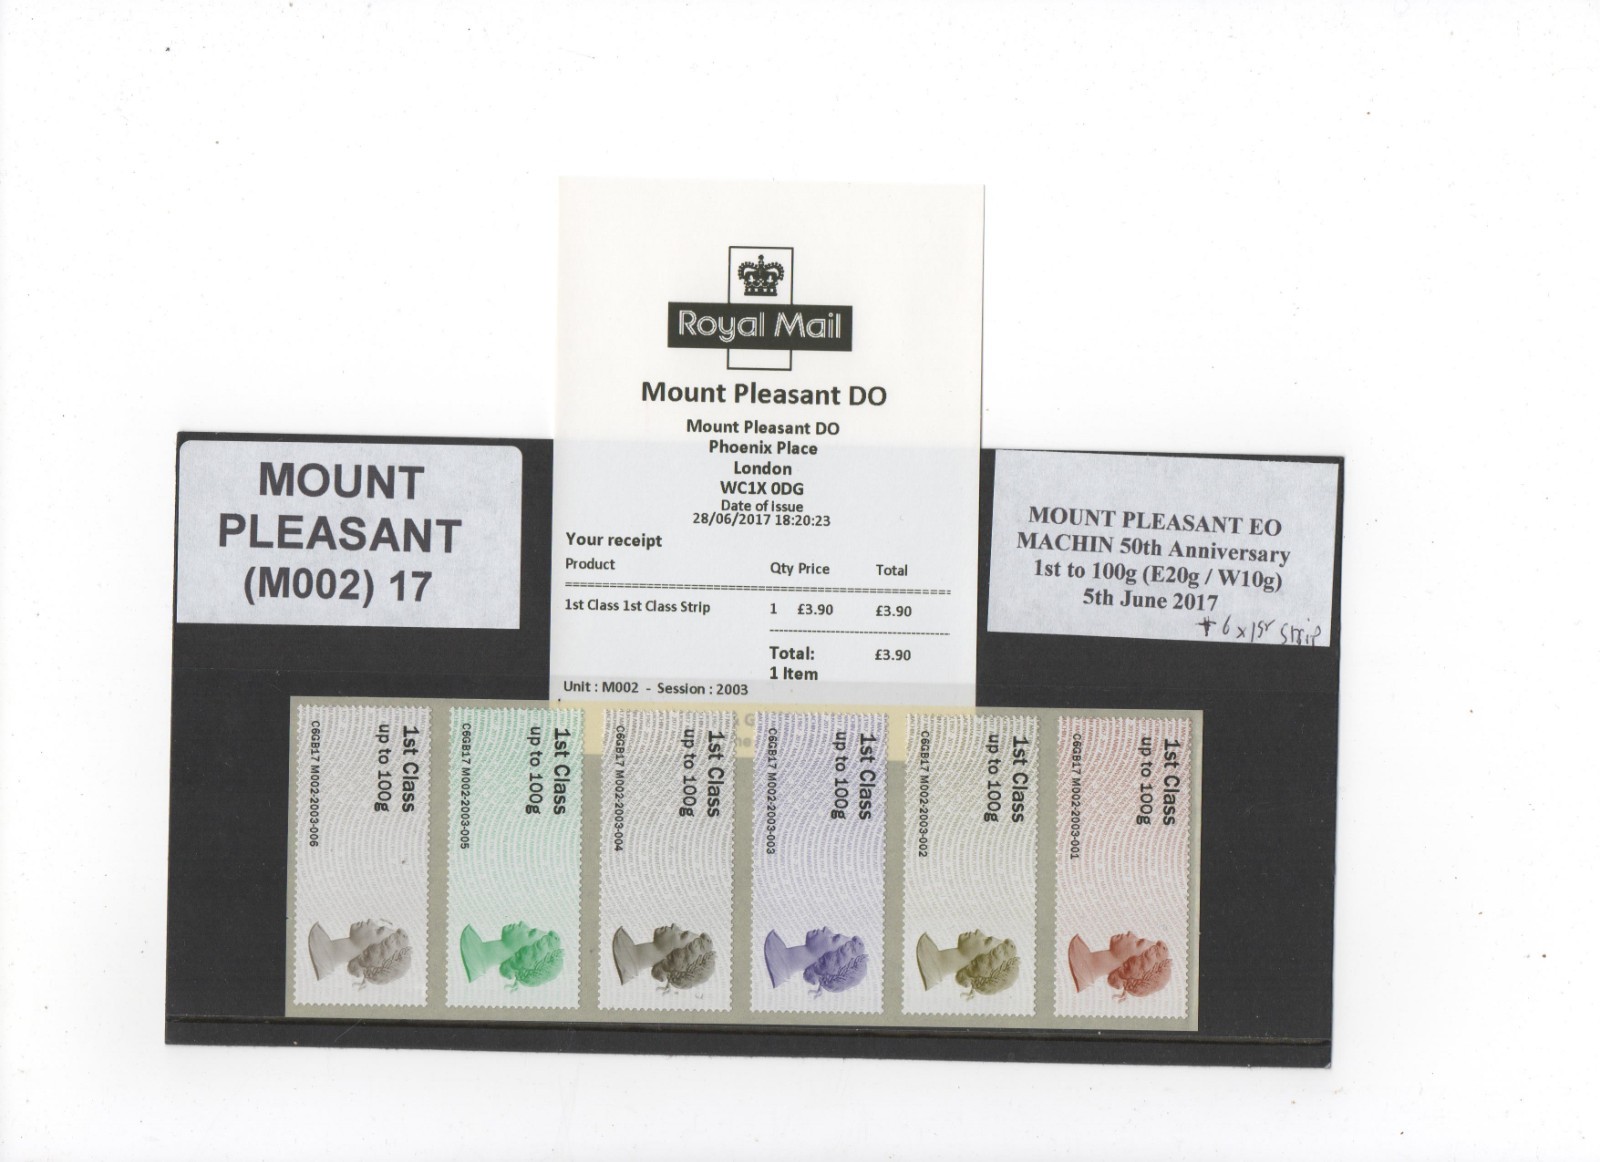 MOUNT
PLEASANT
(M002) 17
Royal Mail
Mount Pleasant DO
Mount Pleasant DO
Phoenix Place
London
WC1X 0DG
Date of Issue
28/06/2017 18:20:23
Your receipt
Product Qty Price Total
1st Class 1st Class Strip 1 £3.90 £3.90
Total: £3.90
1 Item
Unit : M002 - Session : 2003
MOUNT PLEASANT EO
MACHIN 50th Anniversary
1st to 100g (E20g / W10g)
5th June 2017
6 x 1st Strip
1st Class
up to 100g
C6GB17 M002-2003-006
1st Class
up to 100g
C6GB17 M002-2003-005
1st Class
up to 100g
C6GB17 M002-2003-004
1st Class
up to 100g
C6GB17 M002-2003-003
1st Class
up to 100g
C6GB17 M002-2003-002
1st Class
up to 100g
C6GB17 M002-2003-001